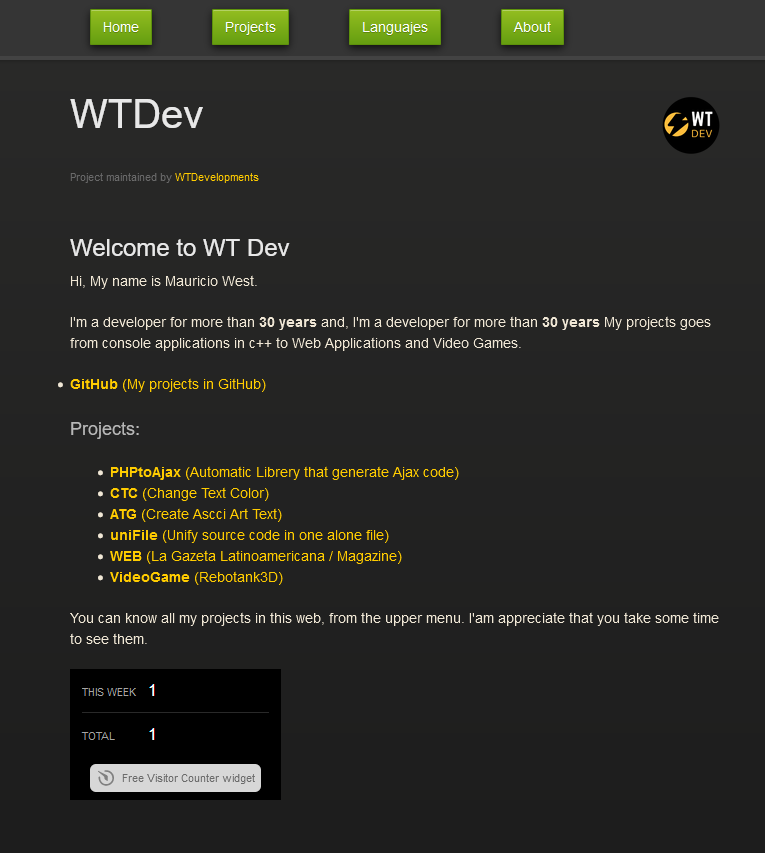 Home Projects Languajes About
WTDev
WT
DEV
Project maintained by WTDevelopments
Welcome to WT Dev
Hi, My name is Mauricio West.
I'm a developer for more than 30 years and, I'm a developer for more than 30 years My projects goes
from console applications in c++ to Web Applications and Video Games.
GitHub (My projects in GitHub)
Projects:
PHPtoAjax (Automatic Librery that generate Ajax code)
CTC (Change Text Color)
ATG (Create Ascci Art Text)
uniFile (Unify source code in one alone file)
WEB (La Gazeta Latinoamericana / Magazine)
VideoGame (Rebotank3D)
You can know all my projects in this web, from the upper menu. I'am appreciate that you take some time
to see them.
THIS WEEK 1
TOTAL 1
Free Visitor Counter widget